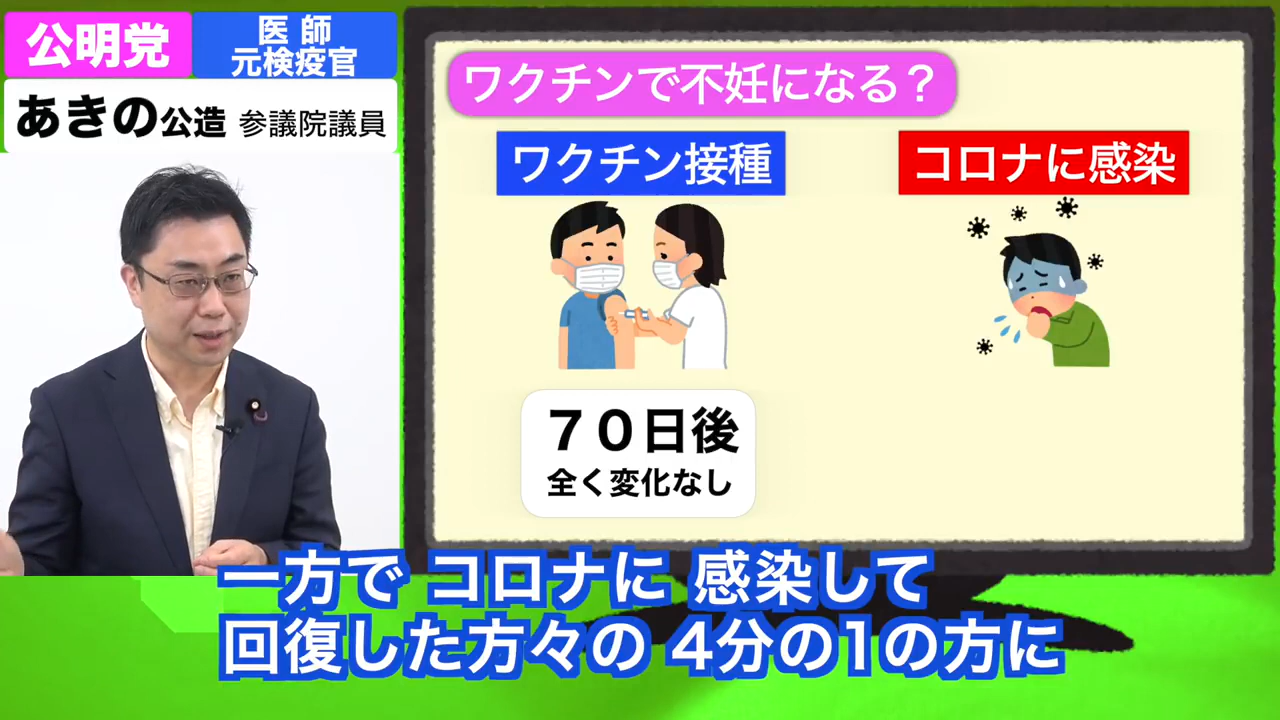 公明党
医師
元検疫官
あきの公造 参議院議員
ワクチンで不妊になる？
ワクチン接種
コロナに感染
７０日後
全く変化なし
一方で コロナに 感染して
回復した方々の 4分の1の方に